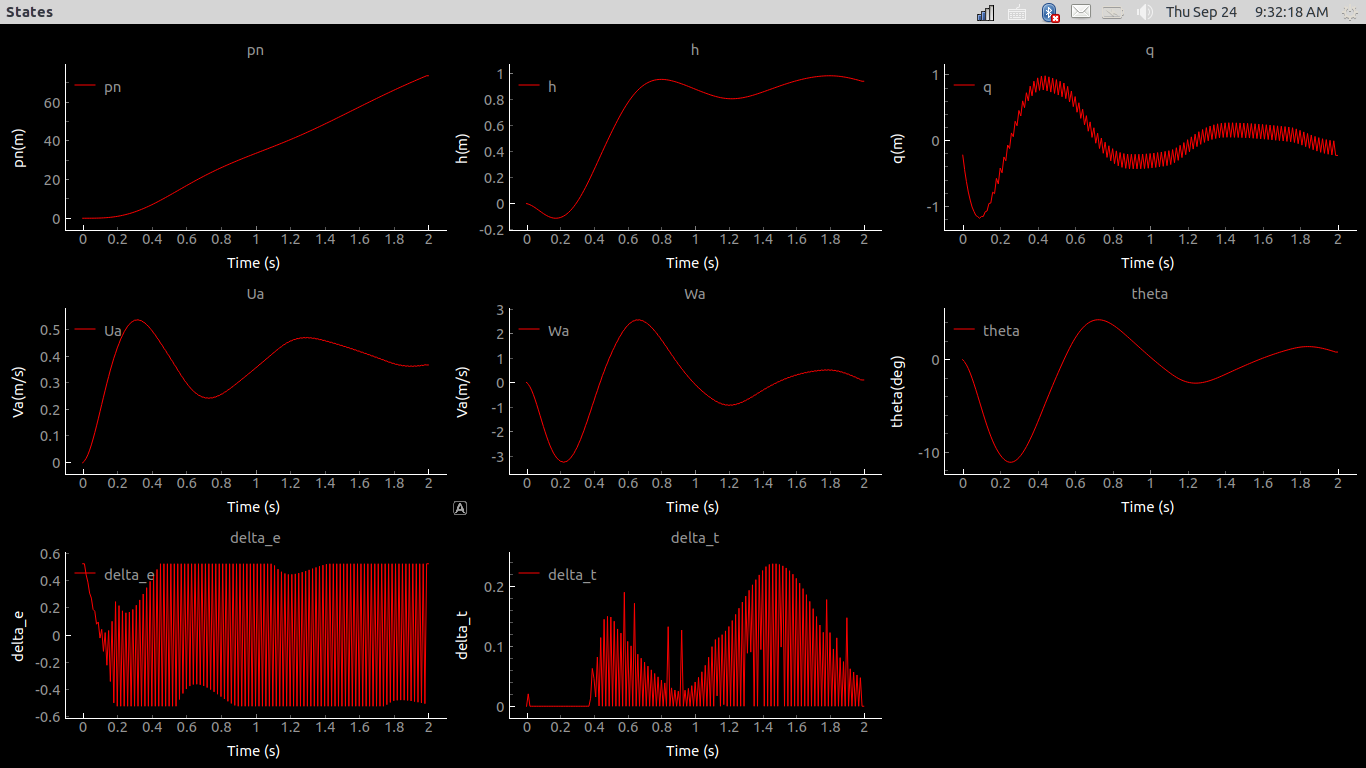 States Thu Sep 24 9:32:18 AM
pn h q
pn h q
pn(m) h(m) q(m)
60 40 20 0
1 0.8 0.6 0.4 0.2 0 -0.2
1 0 -1
0 0.2 0.4 0.6 0.8 1 1.2 1.4 1.6 1.8 2
0 0.2 0.4 0.6 0.8 1 1.2 1.4 1.6 1.8 2
0 0.2 0.4 0.6 0.8 1 1.2 1.4 1.6 1.8 2
Time (s) Time (s) Time (s)
Ua Wa theta
Ua Wa theta
Va(m/s) Va(m/s) theta(deg)
0.5 0.4 0.3 0.2 0.1 0
3 2 1 0 -1 -2 -3
0 -10
0 0.2 0.4 0.6 0.8 1 1.2 1.4 1.6 1.8 2
0 0.2 0.4 0.6 0.8 1 1.2 1.4 1.6 1.8 2
0 0.2 0.4 0.6 0.8 1 1.2 1.4 1.6 1.8 2
Time (s) A Time (s) Time (s)
delta_e delta_t
delta_e delta_t
delta_e delta_t
0.6 0.4 0.2 0 -0.2 -0.4 -0.6
0.2 0.1 0
0 0.2 0.4 0.6 0.8 1 1.2 1.4 1.6 1.8 2
0 0.2 0.4 0.6 0.8 1 1.2 1.4 1.6 1.8 2
Time (s) Time (s)